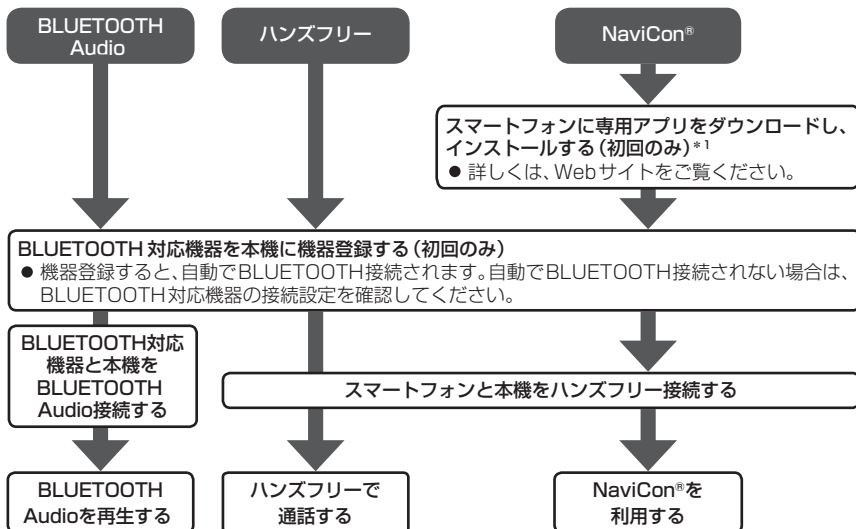 BLUETOOTH
Audio
ハンズフリー
NaviCon®
スマートフォンに専用アプリをダウンロードし、
インストールする(初回のみ)*1
● 詳しくは、Webサイトをご覧ください。
BLUETOOTH 対応機器を本機に機器登録する(初回のみ)
● 機器登録すると、自動でBLUETOOTH接続されます。自動でBLUETOOTH接続されない場合は、
BLUETOOTH対応機器の接続設定を確認してください。
BLUETOOTH対応
機器と本機を
BLUETOOTH
Audio接続する
スマートフォンと本機をハンズフリー接続する
BLUETOOTH
Audioを再生する
ハンズフリーで
通話する
NaviCon®を
利用する